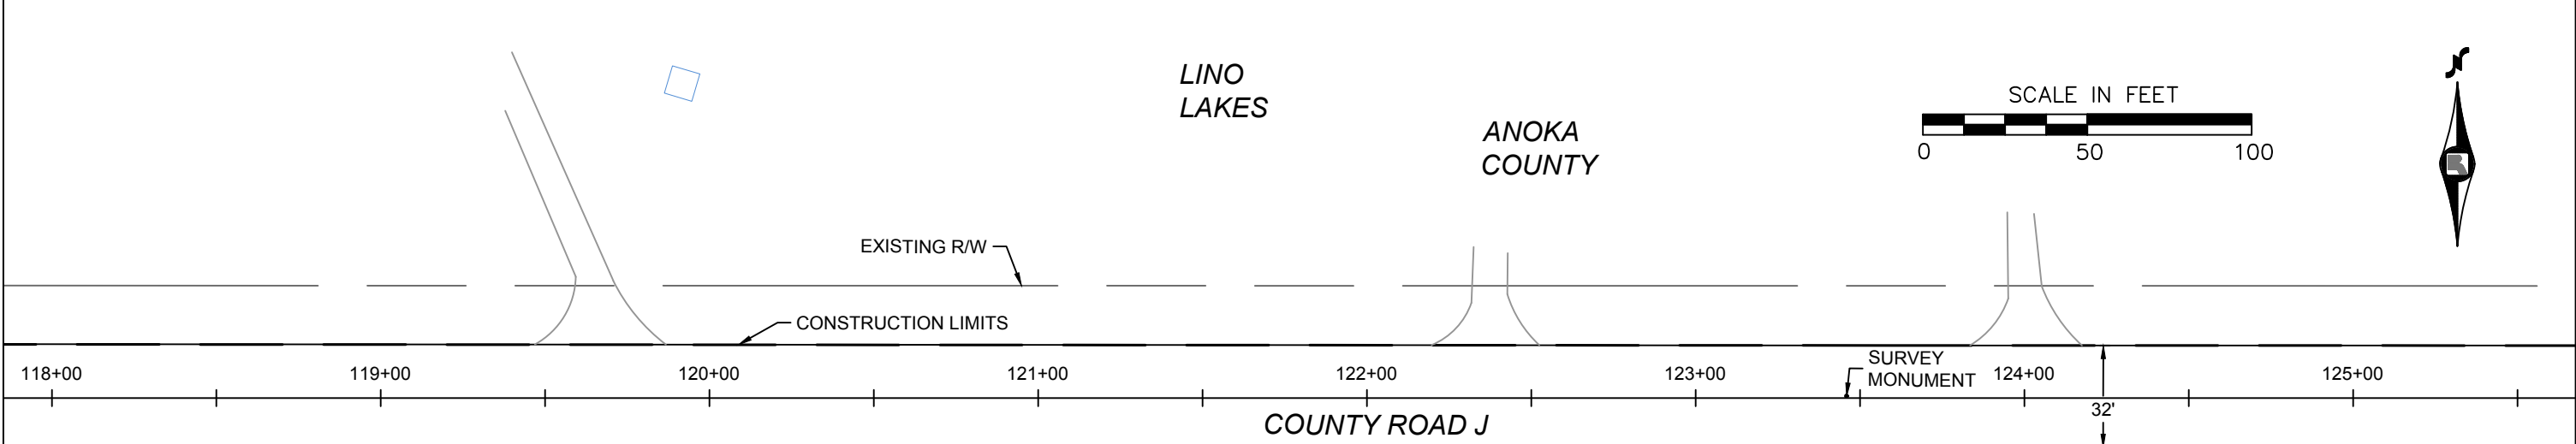 LINO
LAKES
ANOKA
COUNTY
SCALE IN FEET
0 50 100
N
EXISTING R/W
CONSTRUCTION LIMITS
SURVEY
MONUMENT
118+00 119+00 120+00 121+00 122+00 123+00 124+00 125+00
32'
COUNTY ROAD J